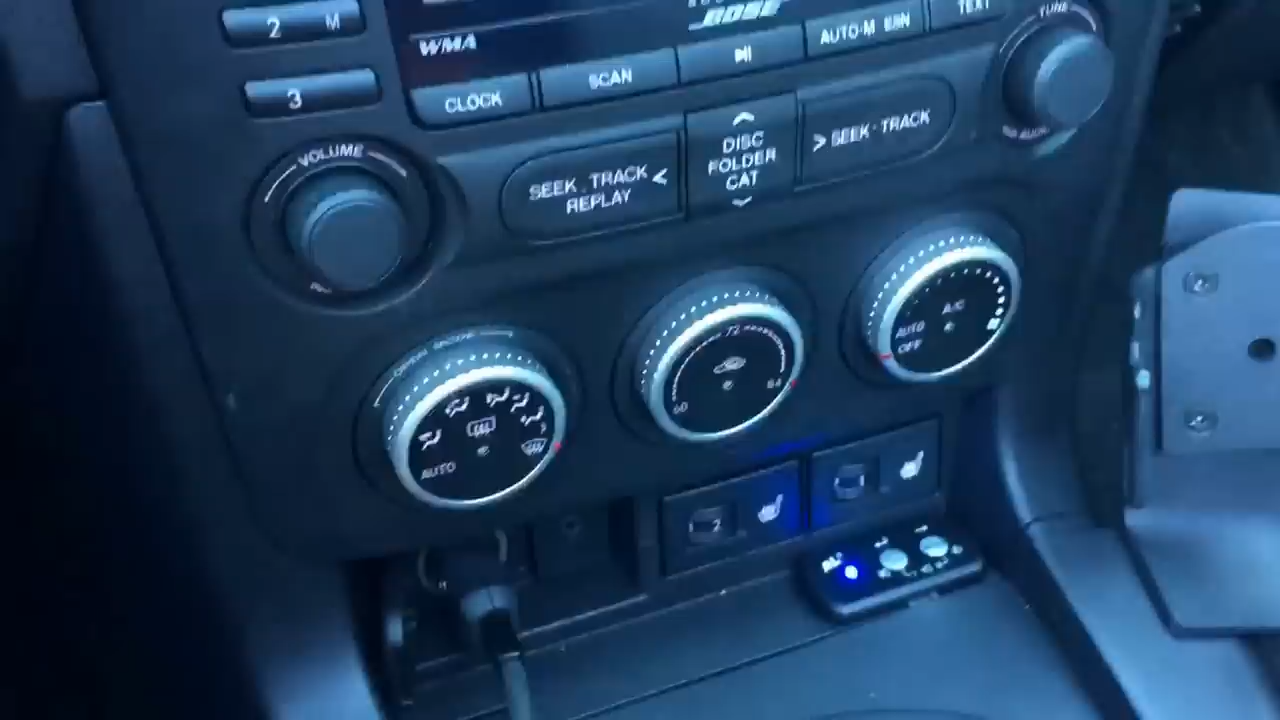 2 M
WMA
BOSE
AUTO-M
TEXT
TUNE
3
CLOCK
SCAN
VOLUME
SEEK · TRACK <
REPLAY
DISC
FOLDER
CAT
> SEEK · TRACK
AUTO
72
60
84
A/C
AUTO
OFF
2